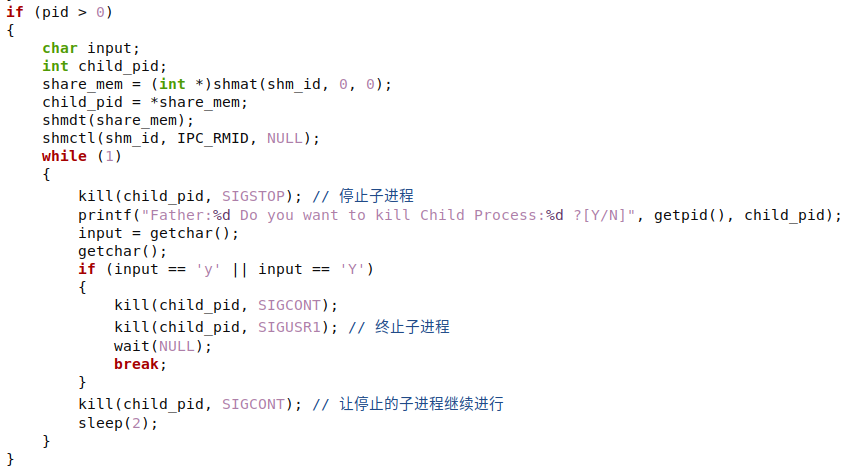 if (pid > 0)
{
    char input;
    int child_pid;
    share_mem = (int *)shmat(shm_id, 0, 0);
    child_pid = *share_mem;
    shmdt(share_mem);
    shmctl(shm_id, IPC_RMID, NULL);
    while (1)
    {
        kill(child_pid, SIGSTOP); // 停止子进程
        printf("Father:%d Do you want to kill Child Process:%d ?[Y/N]", getpid(), child_pid);
        input = getchar();
        getchar();
        if (input == 'y' || input == 'Y')
        {
            kill(child_pid, SIGCONT);
            kill(child_pid, SIGUSR1); // 终止子进程
            wait(NULL);
            break;
        }
        kill(child_pid, SIGCONT); // 让停止的子进程继续进行
        sleep(2);
    }
}